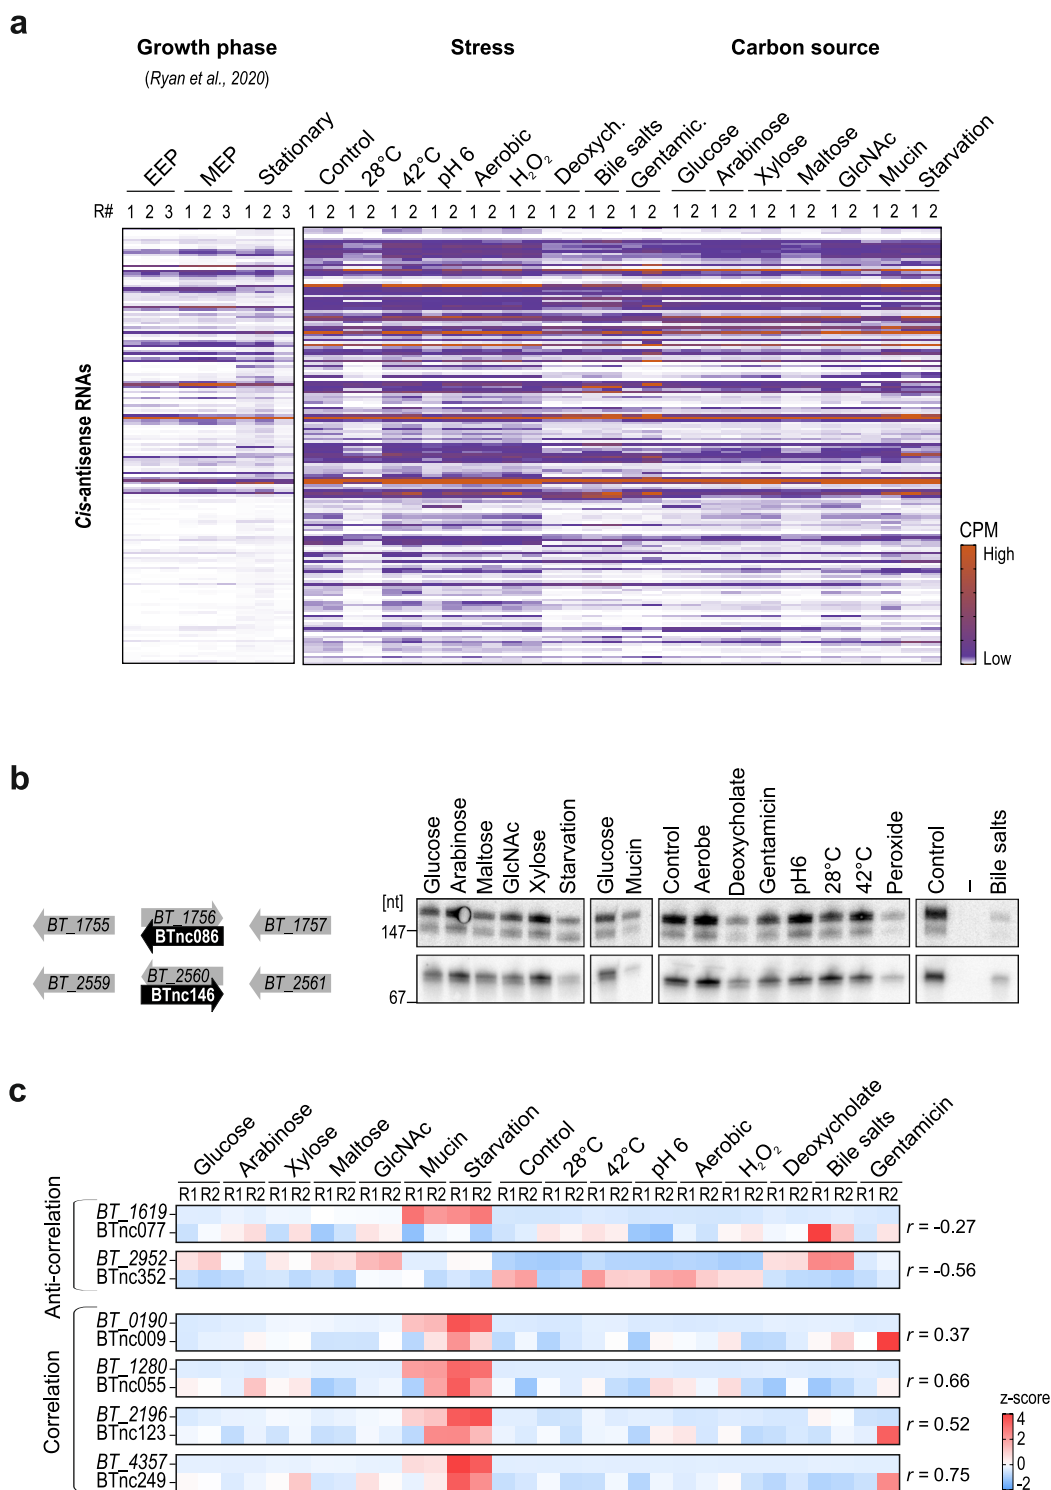 a
Growth phase
(Ryan et al., 2020)
Stress
Carbon source
EEP
MEP
Stationary
Control
28°C
42°C
pH 6
Aerobic
H₂O₂
Deoxych.
Bile salts
Gentamic.
Glucose
Arabinose
Xylose
Maltose
GlcNAc
Mucin
Starvation
R# 1 2 3 1 2 3 1 2 3 1 2 1 2 1 2 1 2 1 2 1 2 1 2 1 2 1 2 1 2 1 2 1 2 1 2 1 2 1 2 1 2
Cis-antisense RNAs
CPM
High
Low
b
Glucose
Arabinose
Maltose
GlcNAc
Xylose
Starvation
Glucose
Mucin
Control
Aerobe
Deoxycholate
Gentamicin
pH6
28°C
42°C
Peroxide
Control
–
Bile salts
[nt]
147
67
BT_1755
BT_1756
BTnc086
BT_1757
BT_2559
BT_2560
BTnc146
BT_2561
c
Glucose
Arabinose
Xylose
Maltose
GlcNAc
Mucin
Starvation
Control
28°C
42°C
pH 6
Aerobic
H₂O₂
Deoxycholate
Bile salts
Gentamicin
R1 R2 R1 R2 R1 R2 R1 R2 R1 R2 R1 R2 R1 R2 R1 R2 R1 R2 R1 R2 R1 R2 R1 R2 R1 R2 R1 R2 R1 R2 R1 R2
Anti-correlation
BT_1619
BTnc077
r = -0.27
BT_2952
BTnc352
r = -0.56
Correlation
BT_0190
BTnc009
r = 0.37
BT_1280
BTnc055
r = 0.66
BT_2196
BTnc123
r = 0.52
BT_4357
BTnc249
r = 0.75
z-score
4
2
0
-2